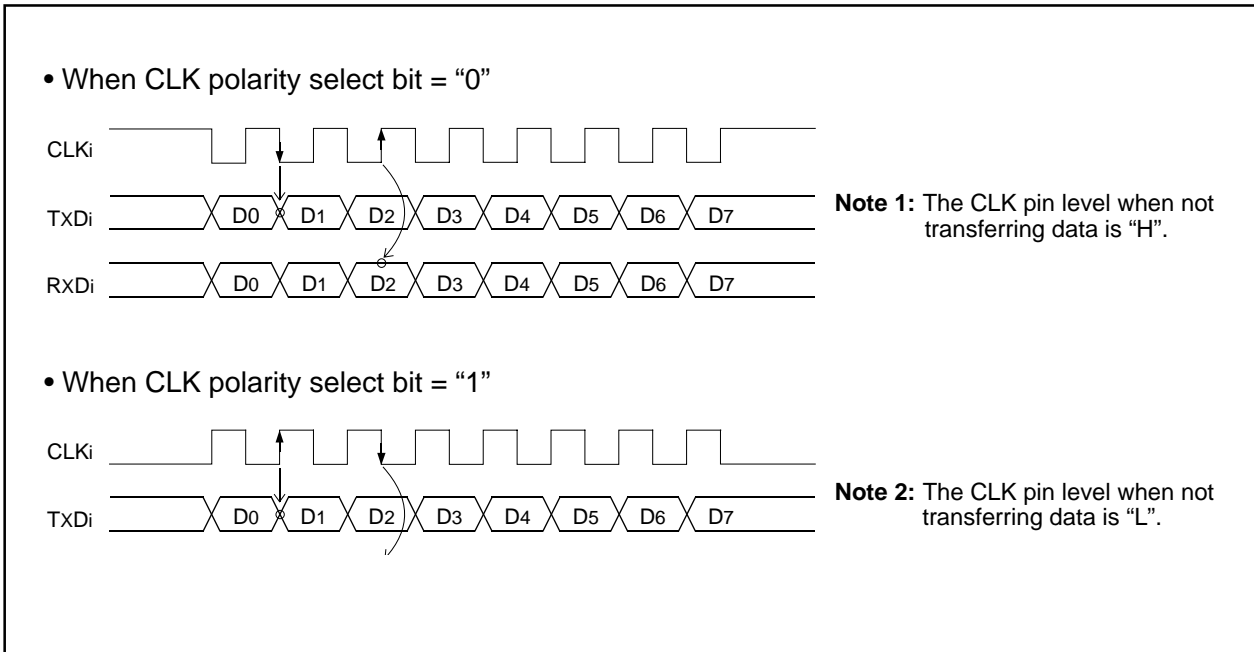 • When CLK polarity select bit = “0”
CLKi
TXDi D0 D1 D2 D3 D4 D5 D6 D7
RXDi D0 D1 D2 D3 D4 D5 D6 D7
Note 1: The CLK pin level when not
transferring data is “H”.
• When CLK polarity select bit = “1”
CLKi
TXDi D0 D1 D2 D3 D4 D5 D6 D7
Note 2: The CLK pin level when not
transferring data is “L”.